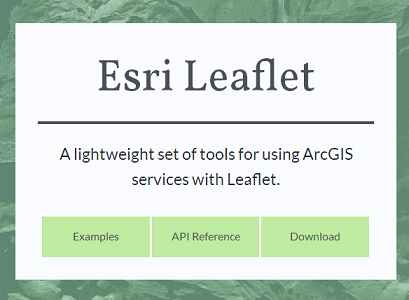 Esri Leaflet
A lightweight set of tools for using ArcGIS
services with Leaflet.
Examples
API Reference
Download